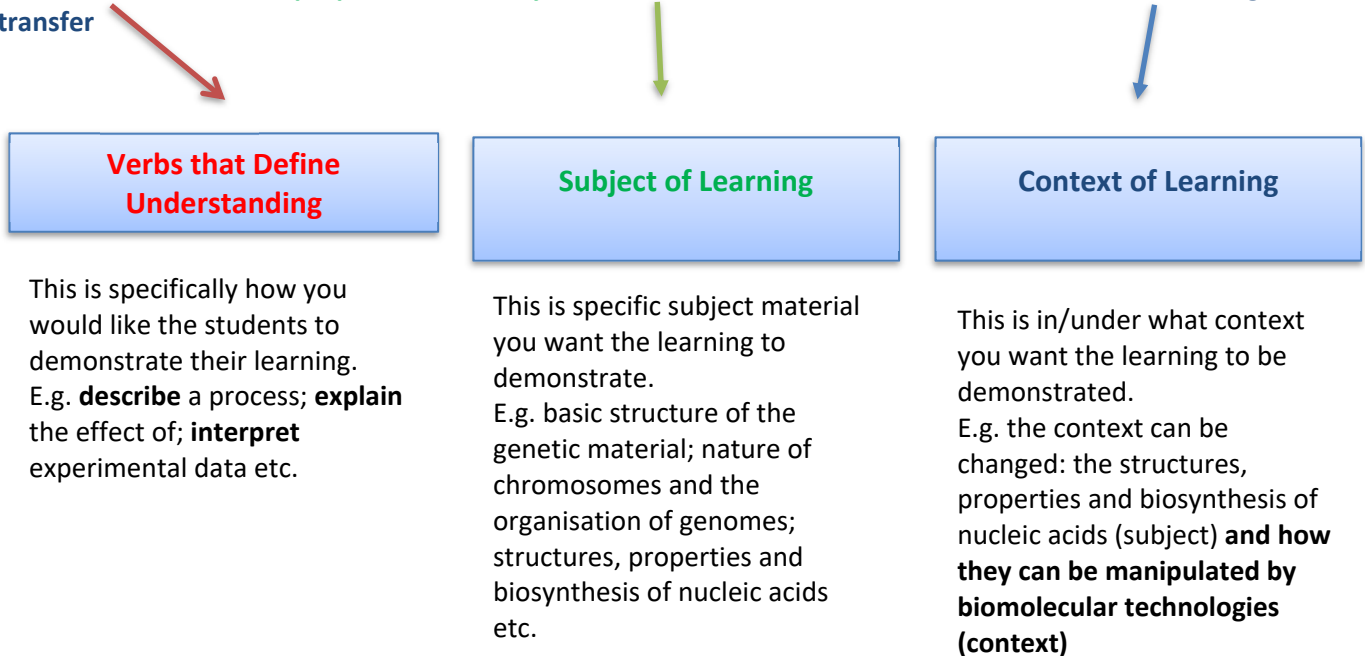 transfer
Verbs that Define
Understanding
This is specifically how you
would like the students to
demonstrate their learning.
E.g. describe a process; explain
the effect of; interpret
experimental data etc.
Subject of Learning
This is specific subject material
you want the learning to
demonstrate.
E.g. basic structure of the
genetic material; nature of
chromosomes and the
organisation of genomes;
structures, properties and
biosynthesis of nucleic acids
etc.
Context of Learning
This is in/under what context
you want the learning to be
demonstrated.
E.g. the context can be
changed: the structures,
properties and biosynthesis of
nucleic acids (subject) and how
they can be manipulated by
biomolecular technologies
(context)